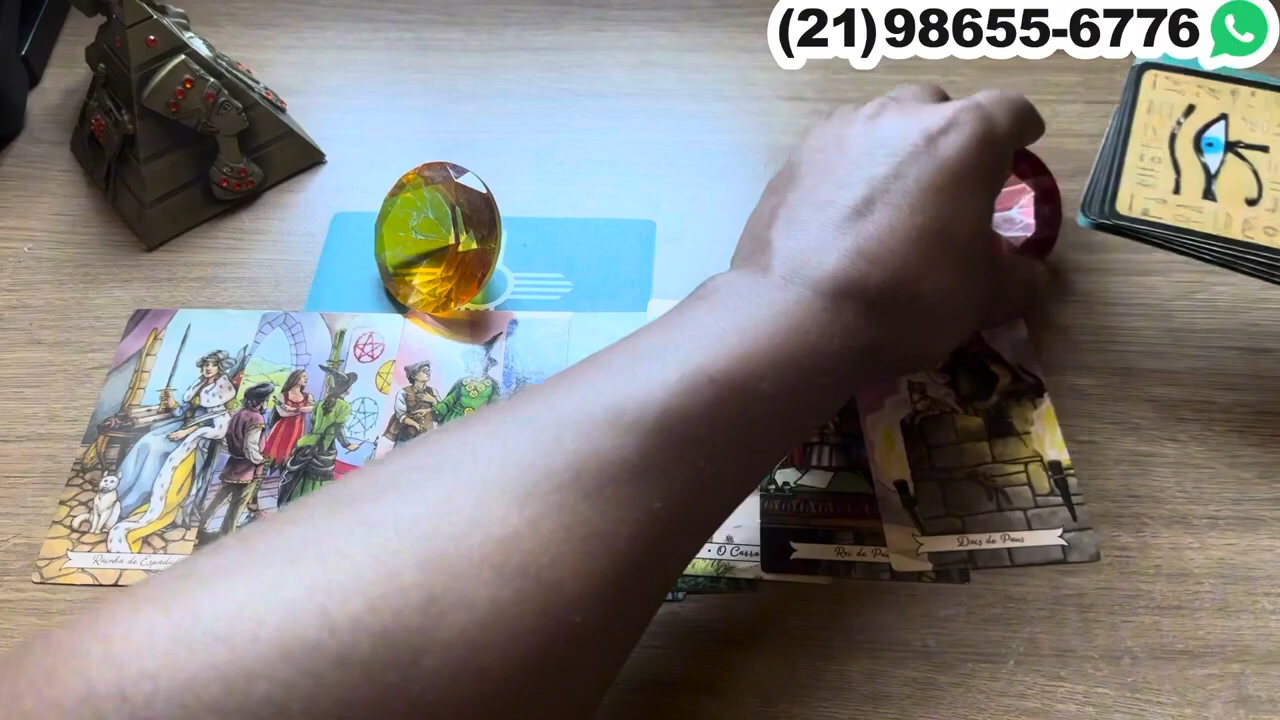 (21)98655-6776
Rainha de Espadas
O Carro
Rei de Paus
Dois de Paus